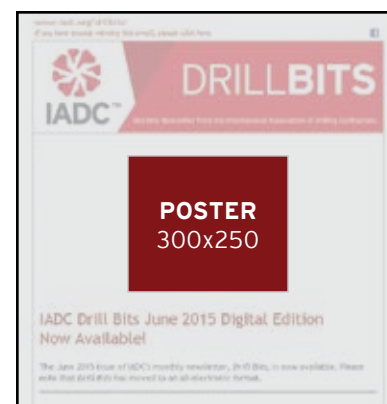 If you have trouble viewing this email, please click here.
IADC™
DRILLBITS
Monthly Newsletter from the International Association of Drilling Contractors
POSTER
300x250
IADC Drill Bits June 2015 Digital Edition
Now Available!
The June 2015 issue of IADC's monthly newsletter, Drill Bits, is now available. Please
note that Drill Bits has moved to an all-electronic format.